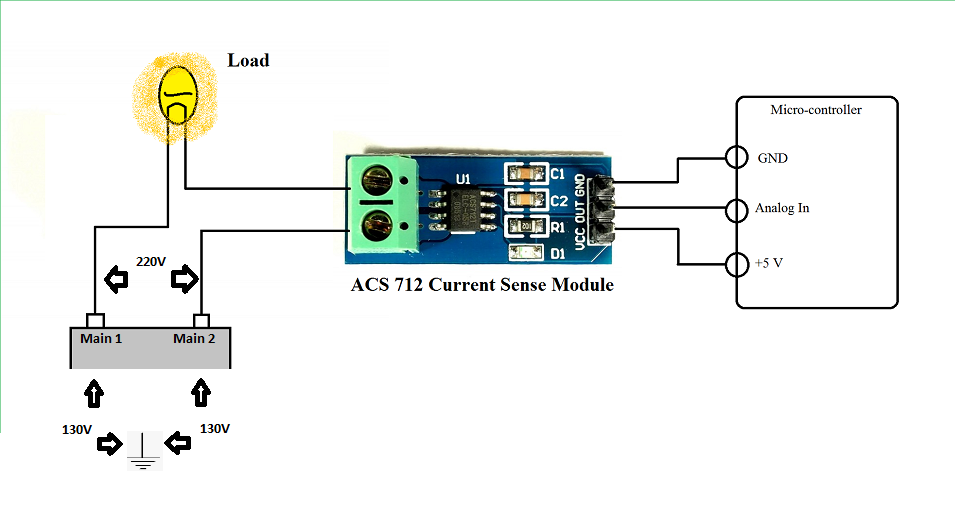 Load
Micro-controller
GND
Analog In
+5 V
U1
C1
C2
R1
D1
VCC OUT GND
102
ACS 712 Current Sense Module
220V
Main 1
Main 2
130V
130V